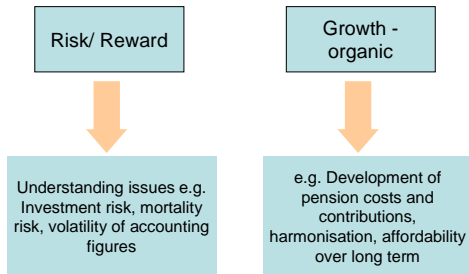 Risk/ Reward
Growth -
organic
Understanding issues e.g.
Investment risk, mortality
risk, volatility of accounting
figures
e.g. Development of
pension costs and
contributions,
harmonisation, affordability
over long term